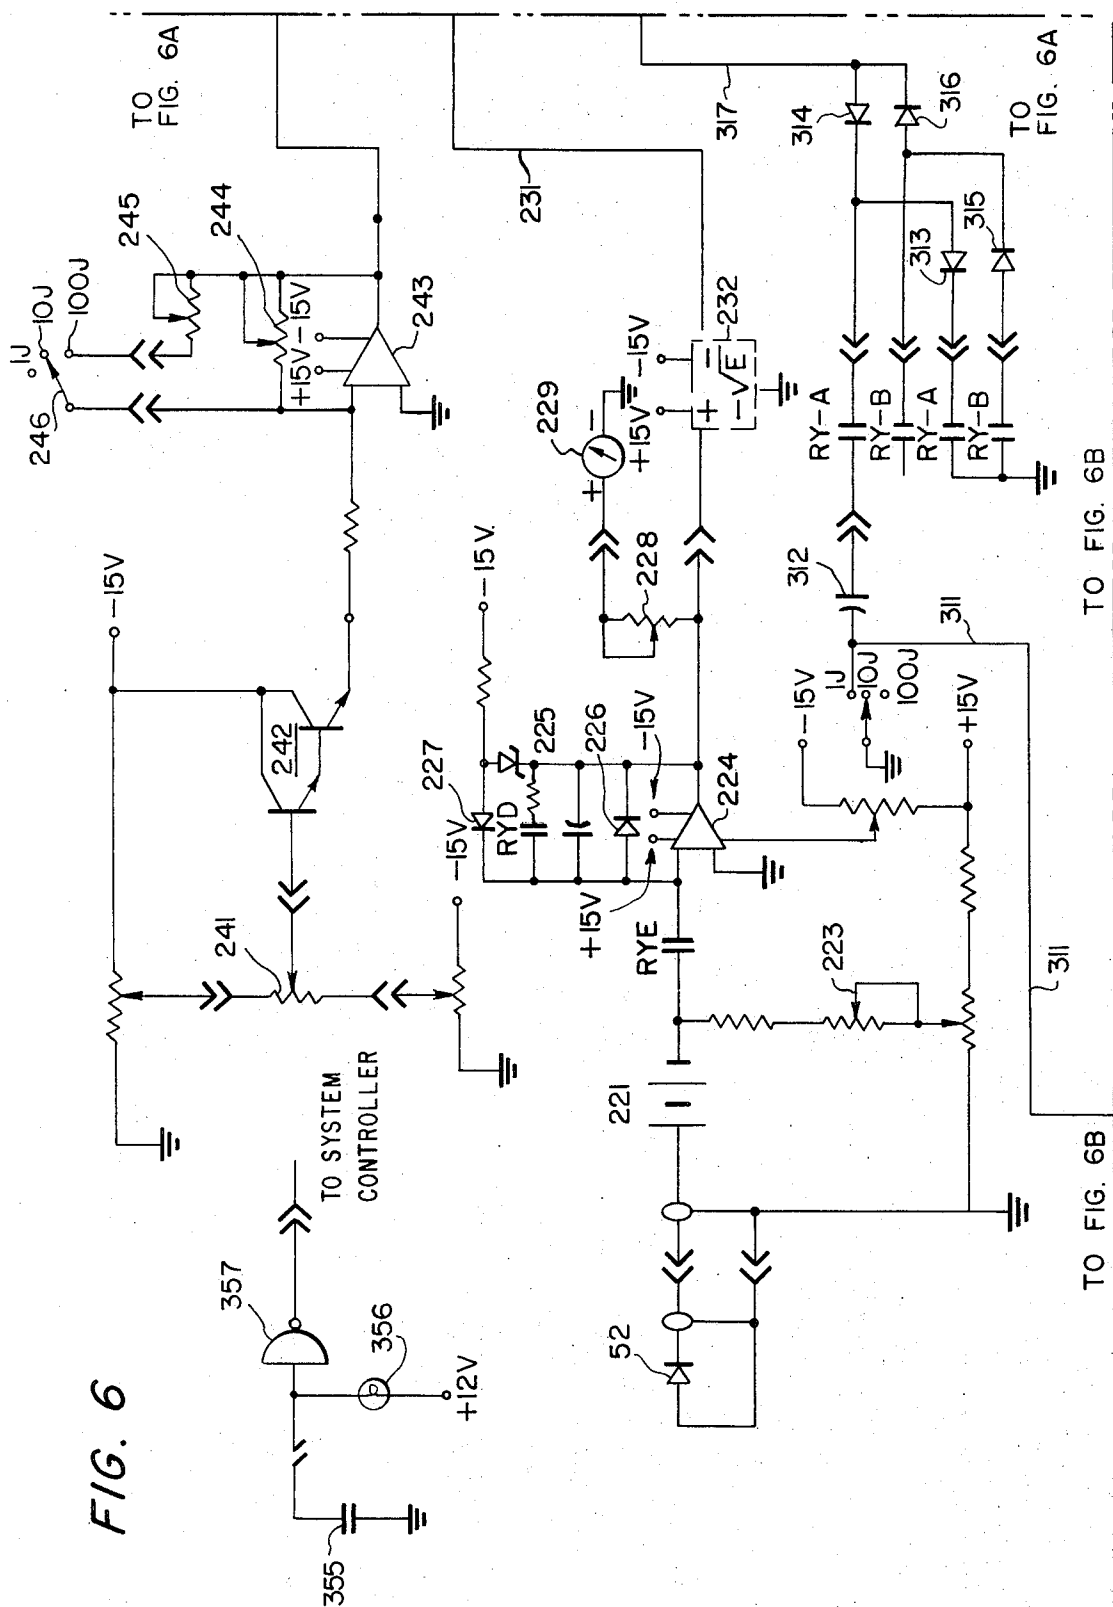 FIG. 6
355
357
356
+12V
TO SYSTEM
CONTROLLER
-15V
241
-15V
242
246
1J
10J
100J
245
244
+15V
-15V
243
TO
FIG. 6A
52
221
223
RYE
227
RYD
225
226
-15V.
+15V
-15V
224
228
229
+
-
+15V
-15V
232
+
-
-√E
231
-15V
+15V
1J
10J
100J
312
311
311
RY-A
RY-B
RY-A
RY-B
313
314
315
316
317
TO
FIG. 6A
TO FIG. 6B
TO FIG. 6B